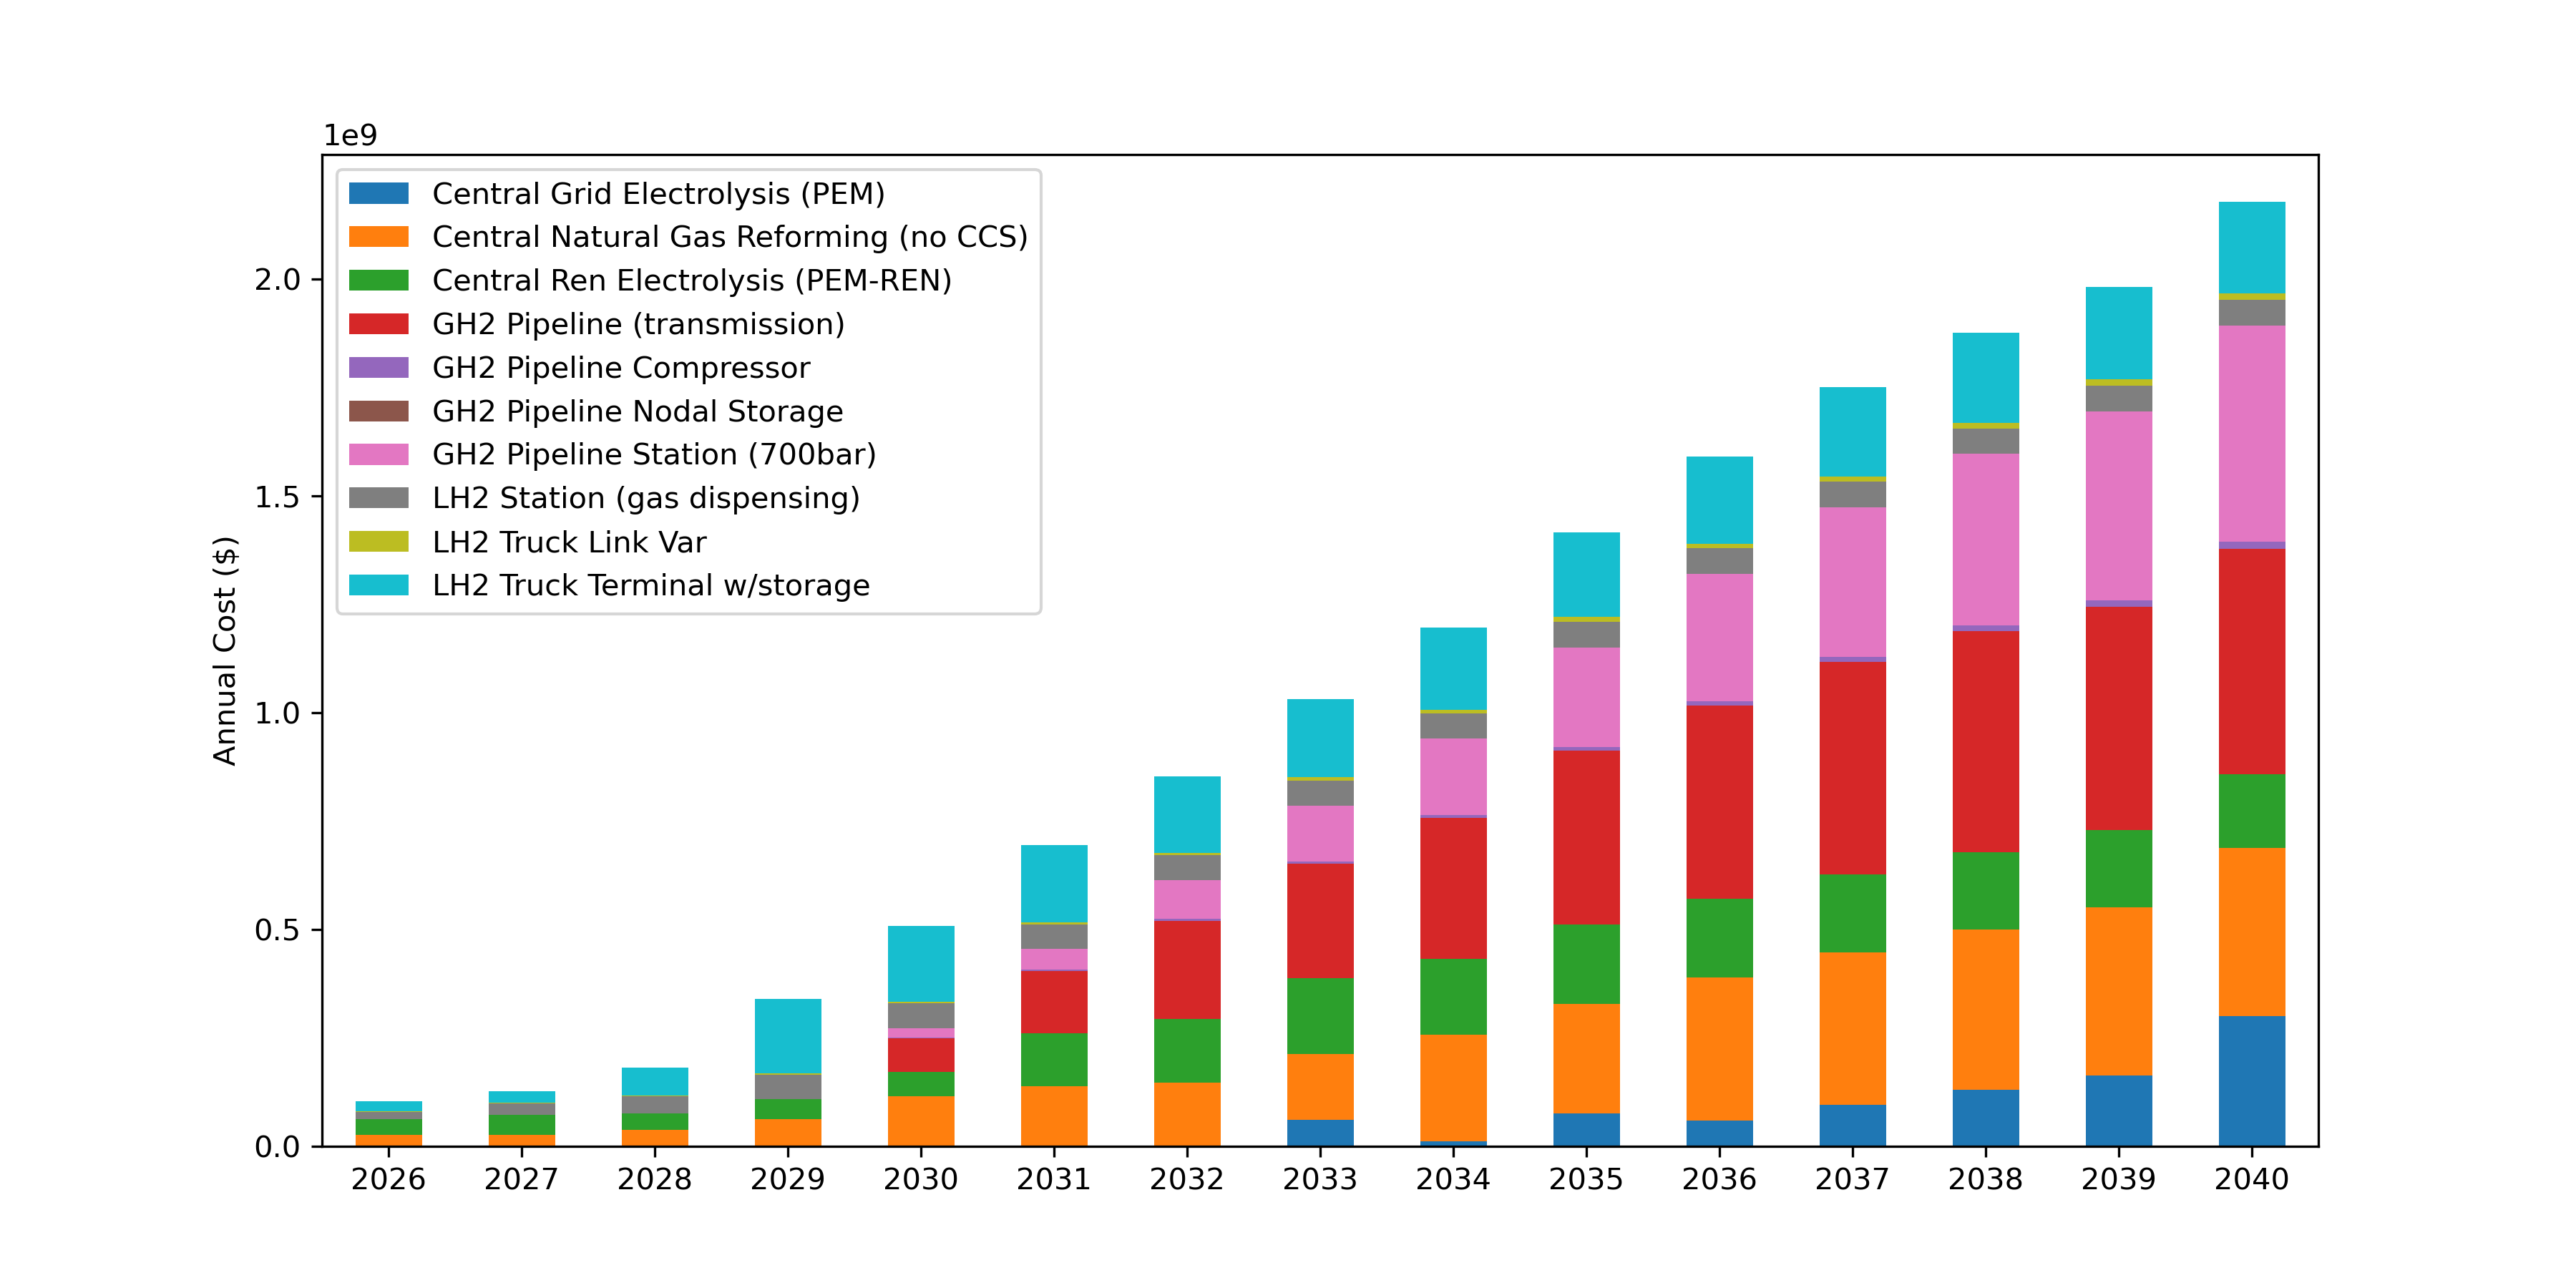 1e9
Central Grid Electrolysis (PEM)
Central Natural Gas Reforming (no CCS)
Central Ren Electrolysis (PEM-REN)
GH2 Pipeline (transmission)
GH2 Pipeline Compressor
GH2 Pipeline Nodal Storage
GH2 Pipeline Station (700bar)
LH2 Station (gas dispensing)
LH2 Truck Link Var
LH2 Truck Terminal w/storage
Annual Cost ($)
2.0
1.5
1.0
0.5
0.0
2026 2027 2028 2029 2030 2031 2032 2033 2034 2035 2036 2037 2038 2039 2040